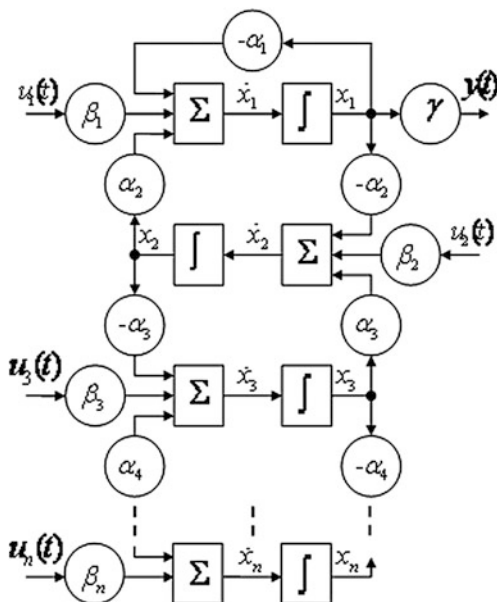 -α₁
u₁(t) β₁ Σ ẋ₁ ∫ x₁ γ y(t)
α₂ -α₂
x₂ ∫ ẋ₂ Σ β₂ u₂(t)
-α₃ α₃
u₃(t) β₃ Σ ẋ₃ ∫ x₃
α₄ -α₄
uₙ(t) βₙ Σ ẋₙ ∫ xₙ